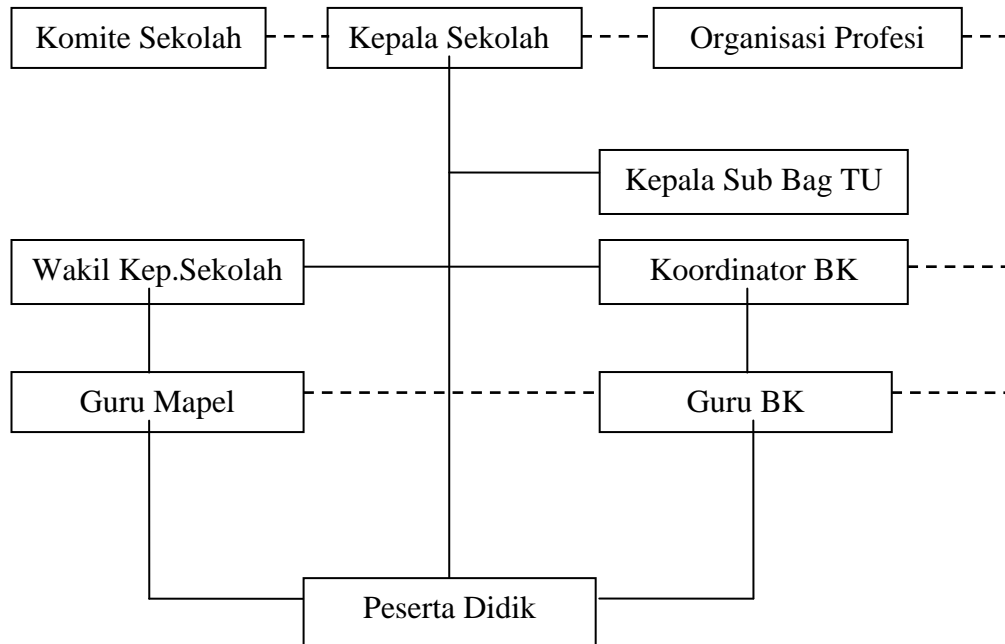 Komite Sekolah
Kepala Sekolah
Organisasi Profesi
Kepala Sub Bag TU
Wakil Kep.Sekolah
Koordinator BK
Guru Mapel
Guru BK
Peserta Didik